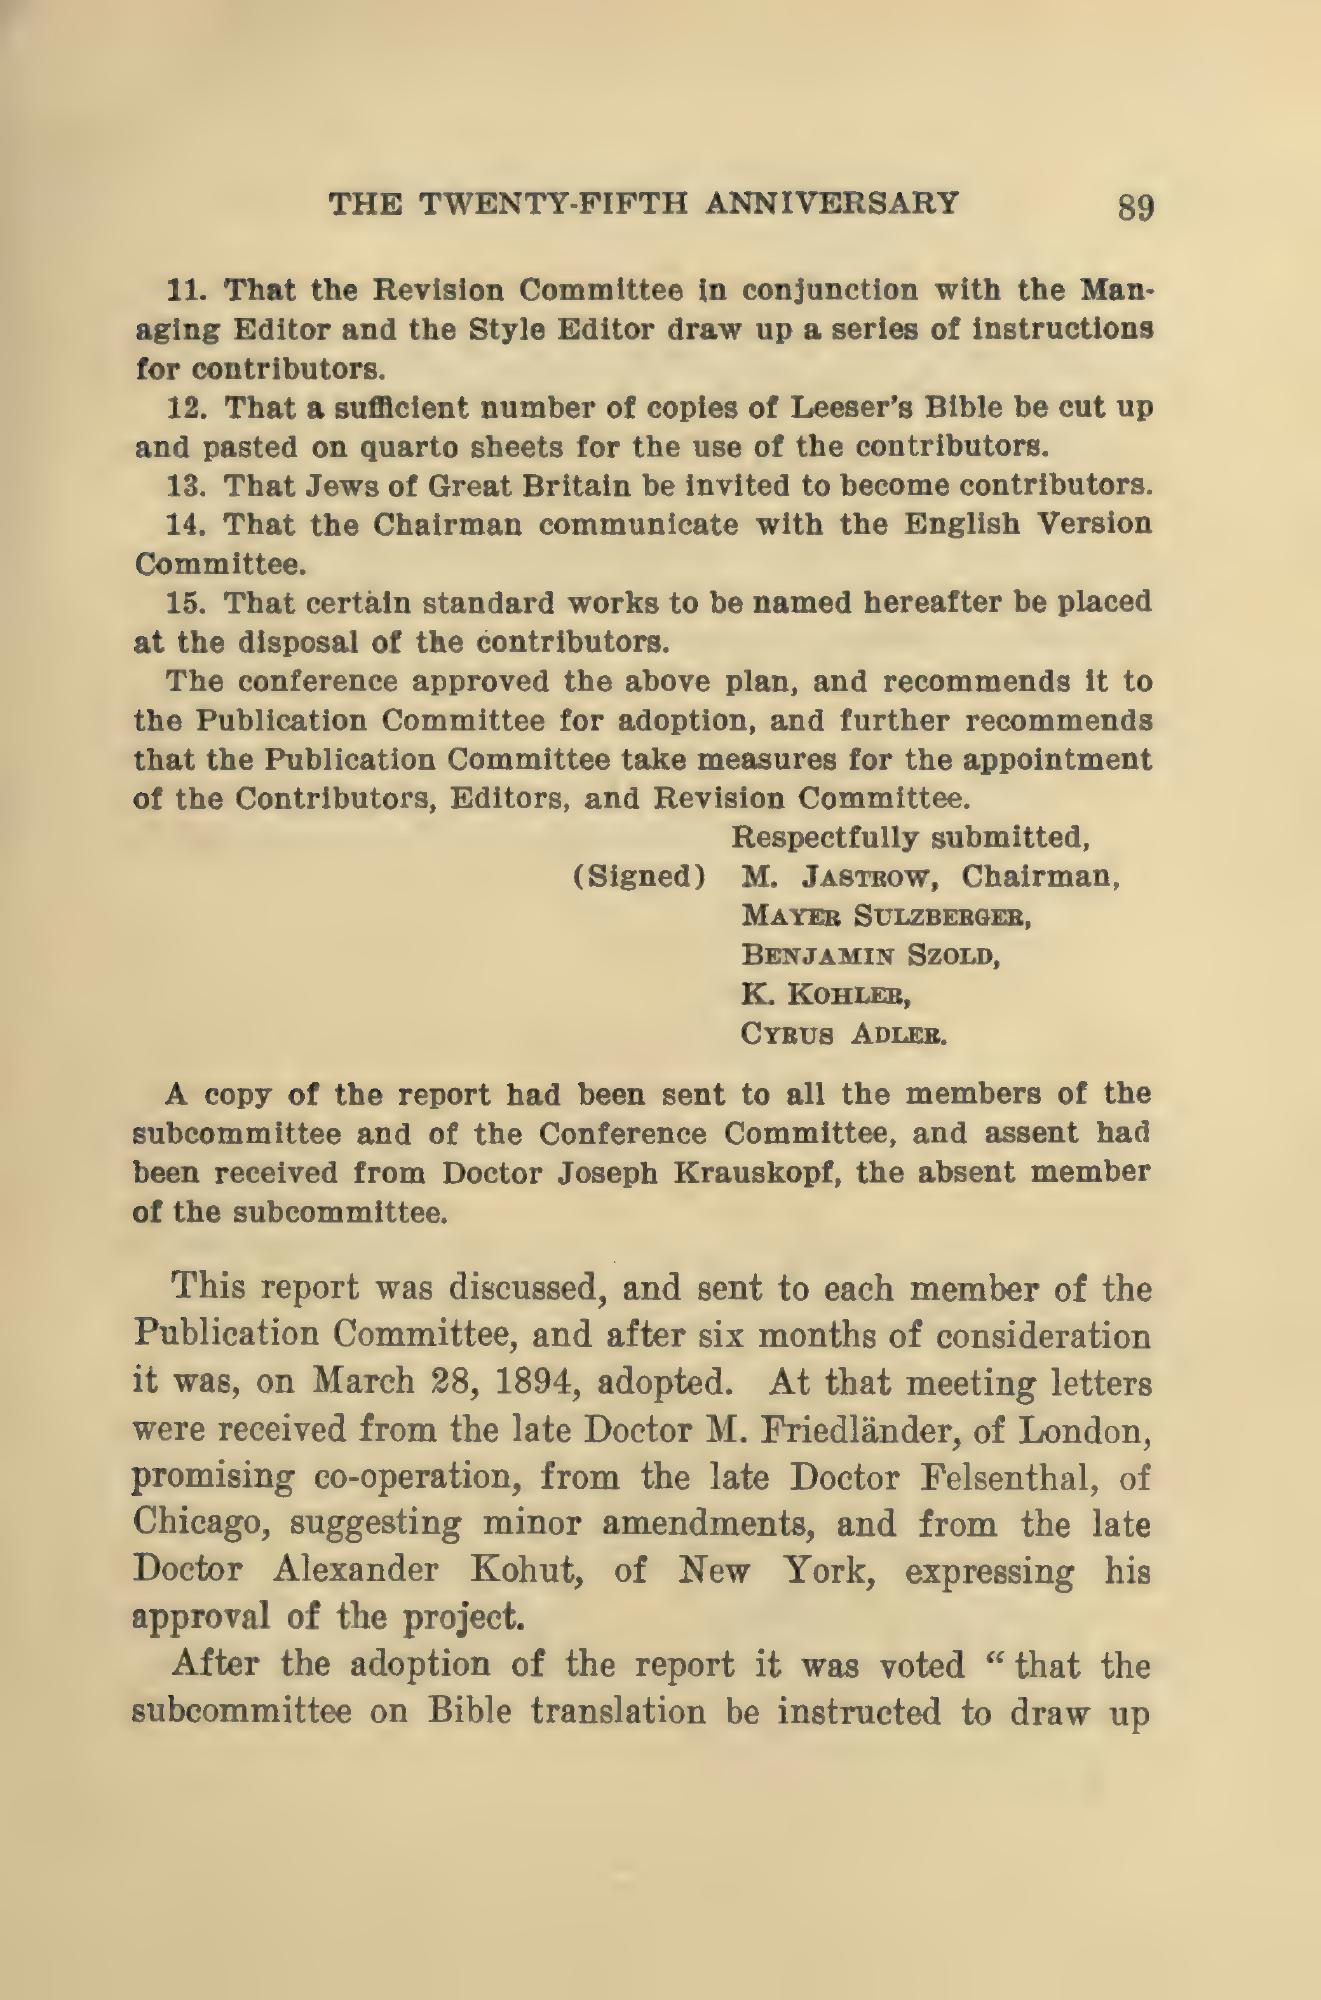 THE TWENTY-FIFTH ANNIVERSARY 89
11. That the Revision Committee in conjunction with the Man-
aging Editor and the Style Editor draw up a series of instructions
for contributors.
12. That a sufficient number of copies of Leeser's Bible be cut up
and pasted on quarto sheets for the use of the contributors.
13. That Jews of Great Britain be invited to become contributors.
14. That the Chairman communicate with the English Version
Committee.
15. That certain standard works to be named hereafter be placed
at the disposal of the contributors.
The conference approved the above plan, and recommends it to
the Publication Committee for adoption, and further recommends
that the Publication Committee take measures for the appointment
of the Contributors, Editors, and Revision Committee.
Respectfully submitted,
(Signed) M. JASTROW, Chairman,
MAYER SULZBERGER,
BENJAMIN SZOLD,
K. KOHLER,
CYRUS ADLER.
A copy of the report had been sent to all the members of the
subcommittee and of the Conference Committee, and assent had
been received from Doctor Joseph Krauskopf, the absent member
of the subcommittee.
This report was discussed, and sent to each member of the
Publication Committee, and after six months of consideration
it was, on March 28, 1894, adopted. At that meeting letters
were received from the late Doctor M. Friedländer, of London,
promising co-operation, from the late Doctor Felsenthal, of
Chicago, suggesting minor amendments, and from the late
Doctor Alexander Kohut, of New York, expressing his
approval of the project.
After the adoption of the report it was voted “ that the
subcommittee on Bible translation be instructed to draw up